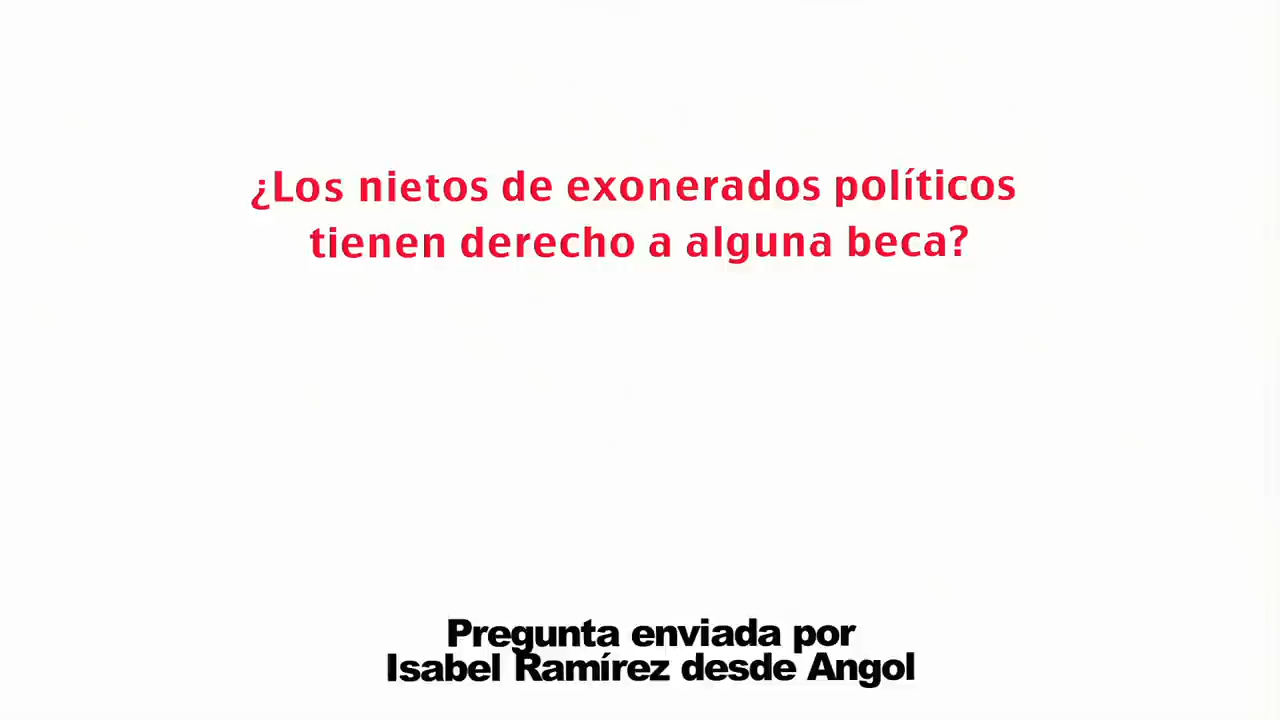 ¿Los nietos de exonerados políticos
tienen derecho a alguna beca?
Pregunta enviada por
Isabel Ramírez desde Angol